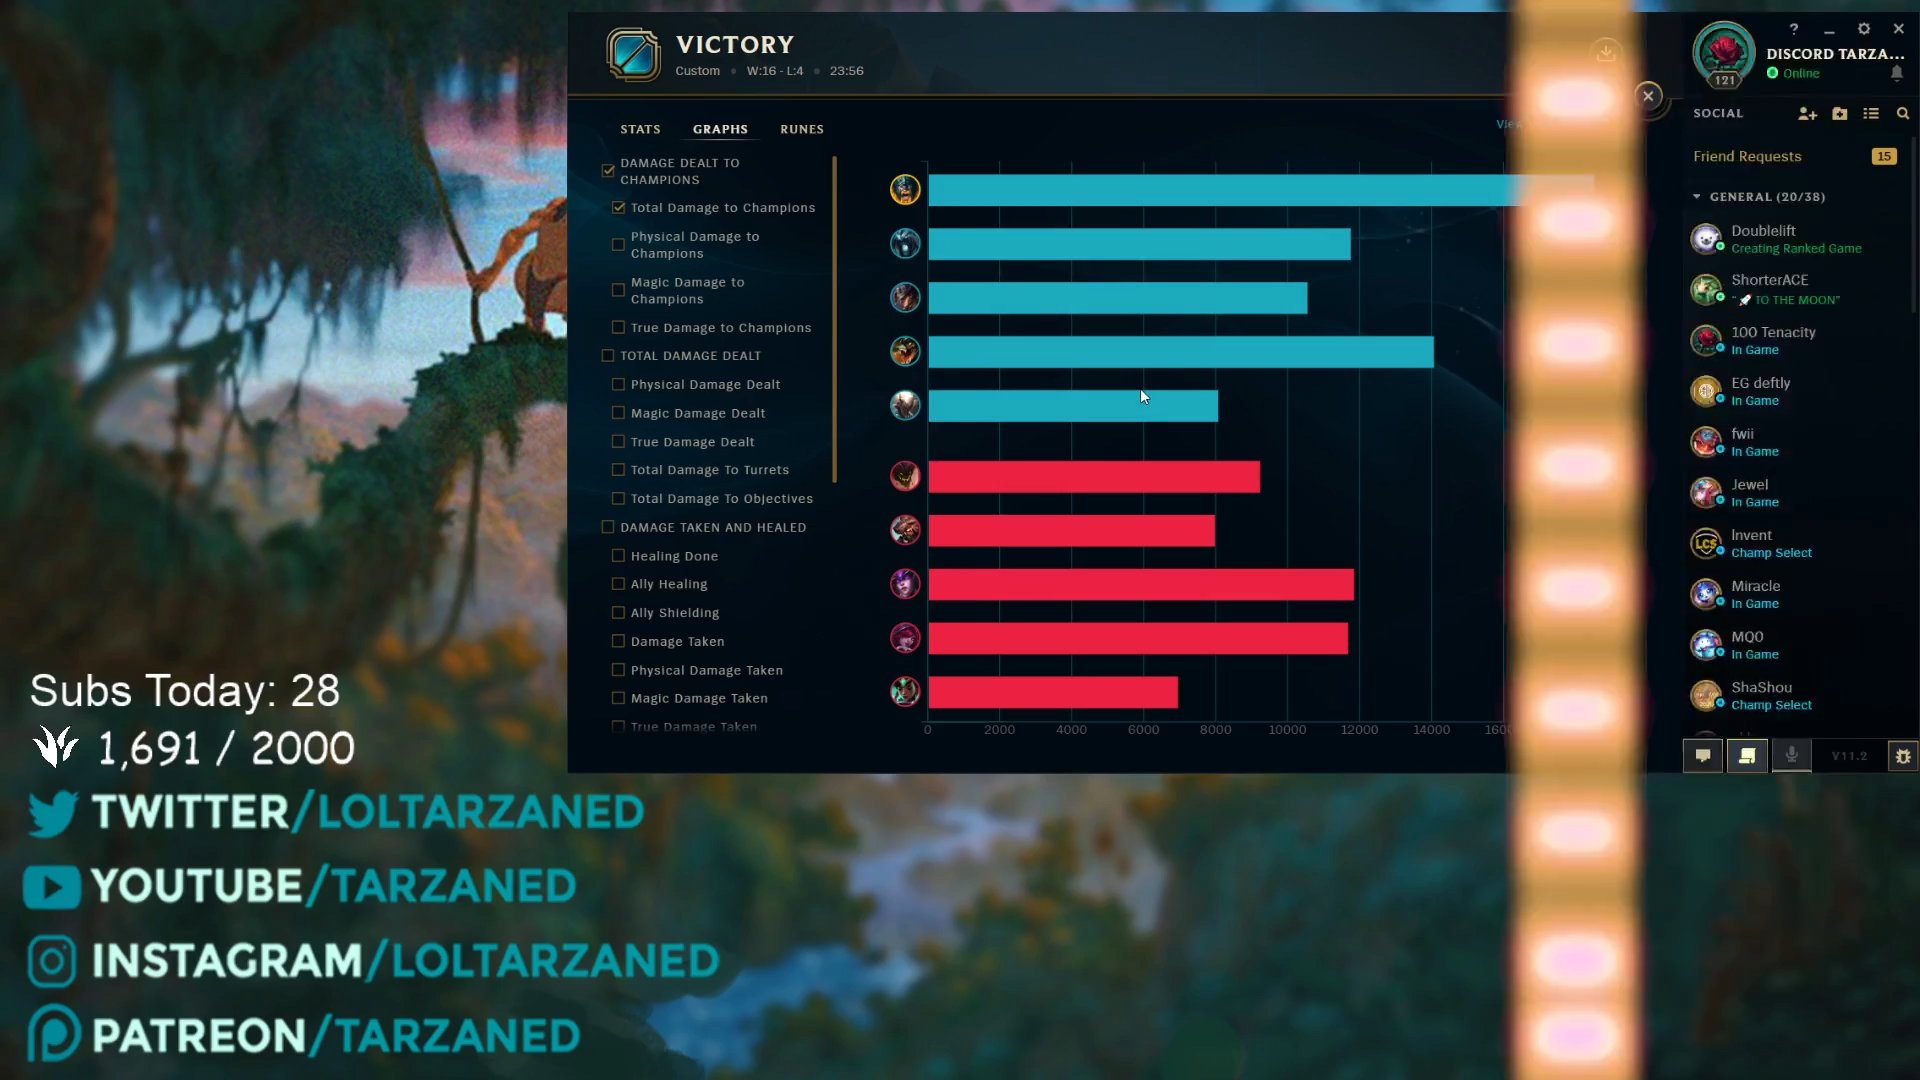 VICTORY
Custom • W:16 - L:4 • 23:56
STATS GRAPHS RUNES
DAMAGE DEALT TO
CHAMPIONS
Total Damage to Champions
Physical Damage to
Champions
Magic Damage to
Champions
True Damage to Champions
TOTAL DAMAGE DEALT
Physical Damage Dealt
Magic Damage Dealt
True Damage Dealt
Total Damage To Turrets
Total Damage To Objectives
DAMAGE TAKEN AND HEALED
Healing Done
Ally Healing
Ally Shielding
Damage Taken
Physical Damage Taken
Magic Damage Taken
True Damage Taken
0 2000 4000 6000 8000 10000 12000 14000
?
DISCORD TARZA...
121
Online
SOCIAL
Friend Requests 15
GENERAL (20/38)
Doublelift
Creating Ranked Game
ShorterACE
"🚀 TO THE MOON"
100 Tenacity
In Game
EG deftly
In Game
fwii
In Game
Jewel
In Game
LCS
Invent
Champ Select
Miracle
In Game
MQ0
In Game
ShaShou
Champ Select
V11.2
Subs Today: 28
1,691 / 2000
TWITTER/LOLTARZANED
YOUTUBE/TARZANED
INSTAGRAM/LOLTARZANED
PATREON/TARZANED